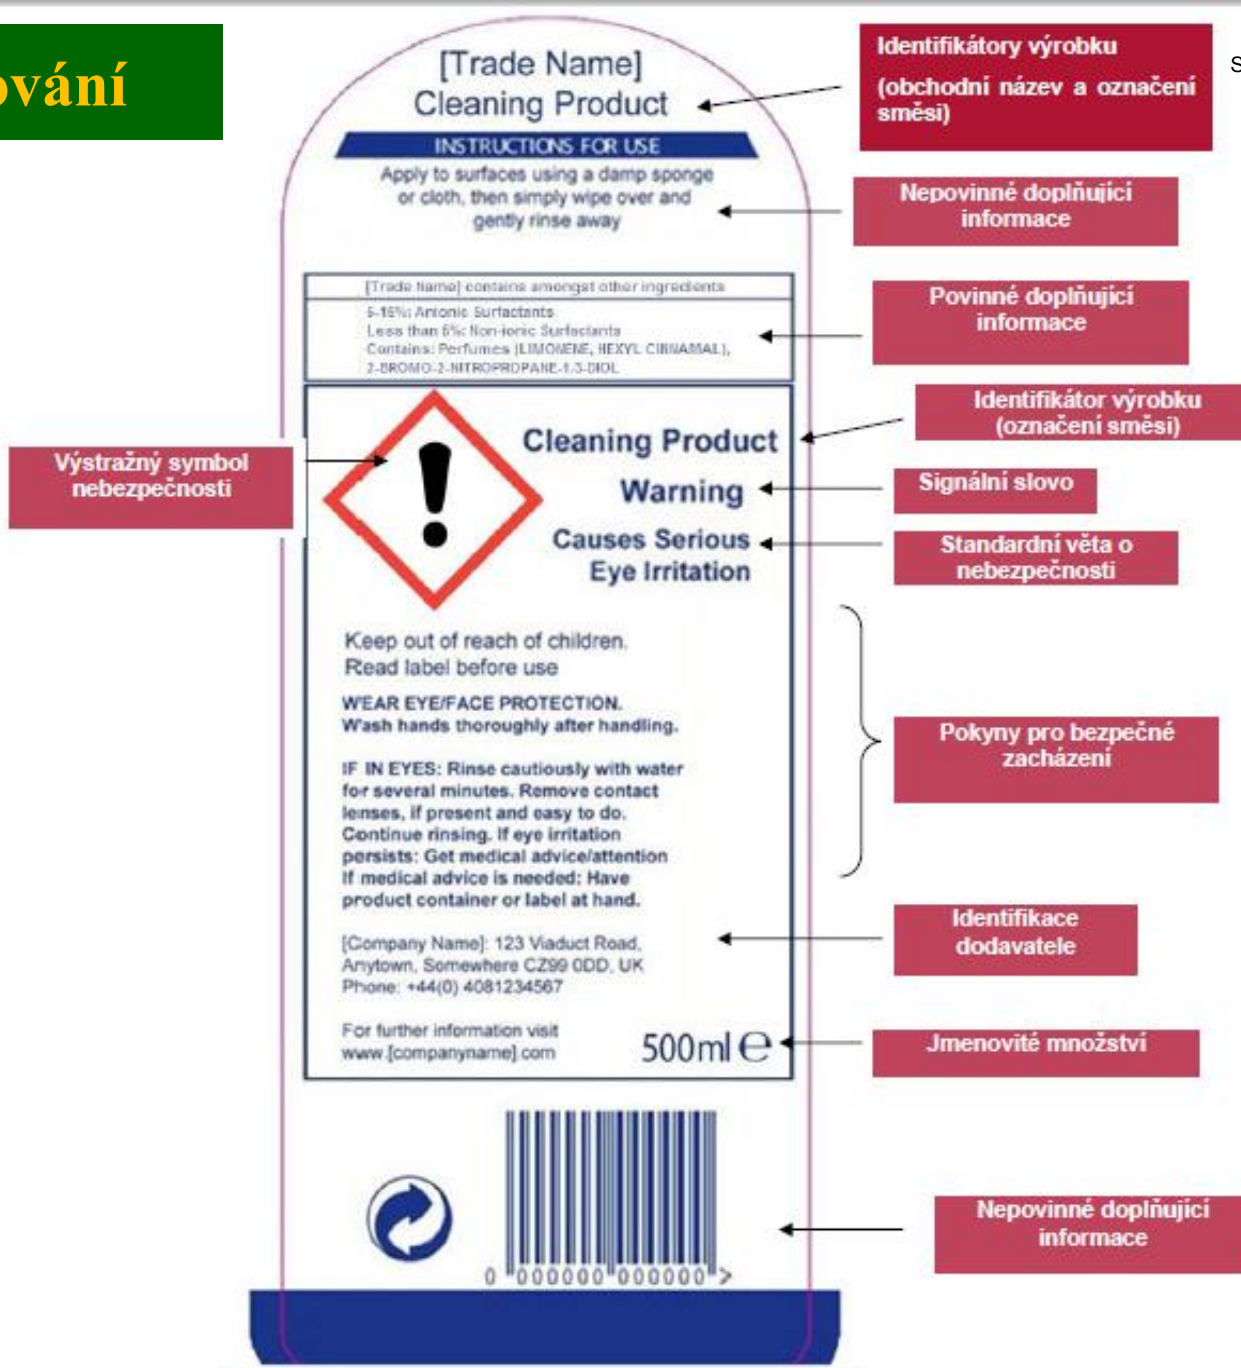 ování
[Trade Name]
Cleaning Product
INSTRUCTIONS FOR USE
Apply to surfaces using a damp sponge
or cloth, then simply wipe over and
gently rinse away
[Trade Name] contains amongst other ingredients
5-15%: Anionic Surfactants
Less than 5%: Non-ionic Surfactants
Contains: Perfumes (LIMONENE, HEXYL CINNAMAL),
2-BROMO-2-NITROPROPANE-1,3-DIOL
Cleaning Product
Warning
Causes Serious
Eye Irritation
Keep out of reach of children.
Read label before use
WEAR EYE/FACE PROTECTION.
Wash hands thoroughly after handling.
IF IN EYES: Rinse cautiously with water
for several minutes. Remove contact
lenses, if present and easy to do.
Continue rinsing. If eye irritation
persists: Get medical advice/attention
If medical advice is needed: Have
product container or label at hand.
[Company Name]: 123 Viaduct Road,
Anytown, Somewhere CZ99 0DD, UK
Phone: +44(0) 4081234567
For further information visit
www.[companyname].com
500ml ℮
0 000000 000000 >
Výstražný symbol
nebezpečnosti
Identifikátory výrobku
(obchodní název a označení
směsi)
s
Nepovinné doplňující
informace
Povinné doplňující
informace
Identifikátor výrobku
(označení směsi)
Signální slovo
Standardní věta o
nebezpečnosti
Pokyny pro bezpečné
zacházení
Identifikace
dodavatele
Jmenovité množství
Nepovinné doplňující
informace